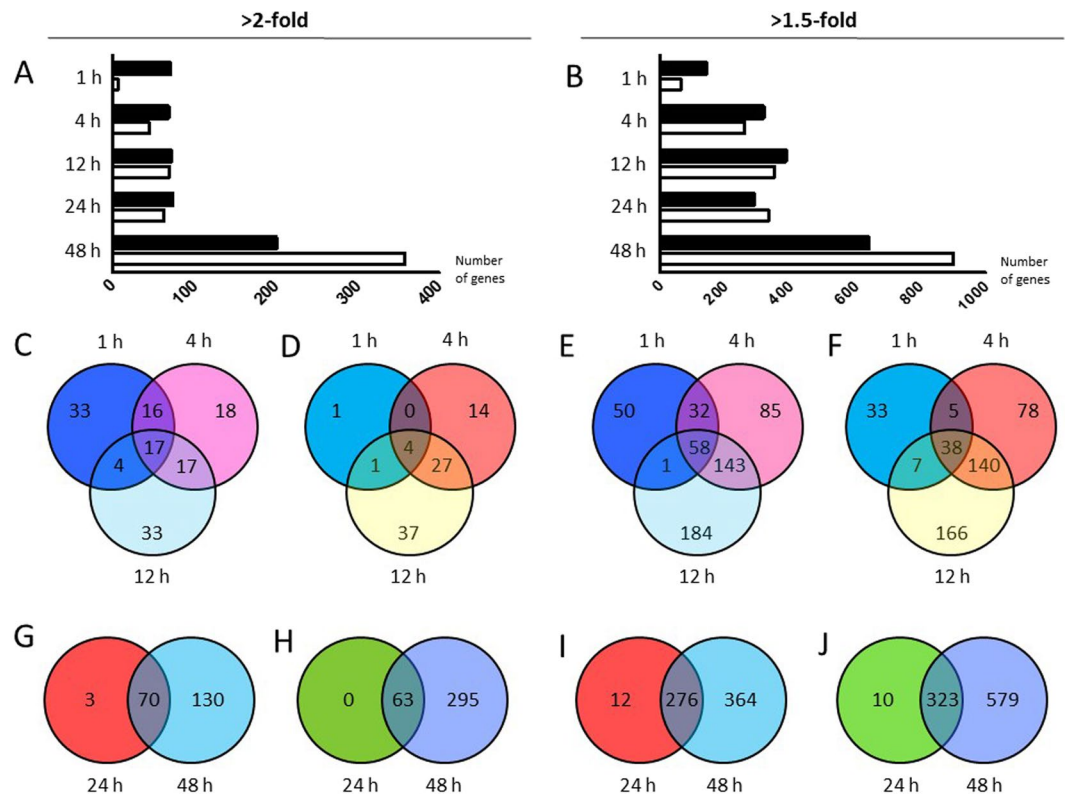 >2-fold
>1.5-fold
A
1 h
4 h
12 h
24 h
48 h
Number
of genes
0
100
200
300
400
B
1 h
4 h
12 h
24 h
48 h
Number
of genes
0
200
400
600
800
1000
C
1 h
4 h
33
16
18
17
4
17
33
12 h
D
1 h
4 h
1
0
14
4
1
27
37
12 h
E
1 h
4 h
50
32
85
58
1
143
184
12 h
F
1 h
4 h
33
5
78
38
7
140
166
12 h
G
3
70
130
24 h
48 h
H
0
63
295
24 h
48 h
I
12
276
364
24 h
48 h
J
10
323
579
24 h
48 h